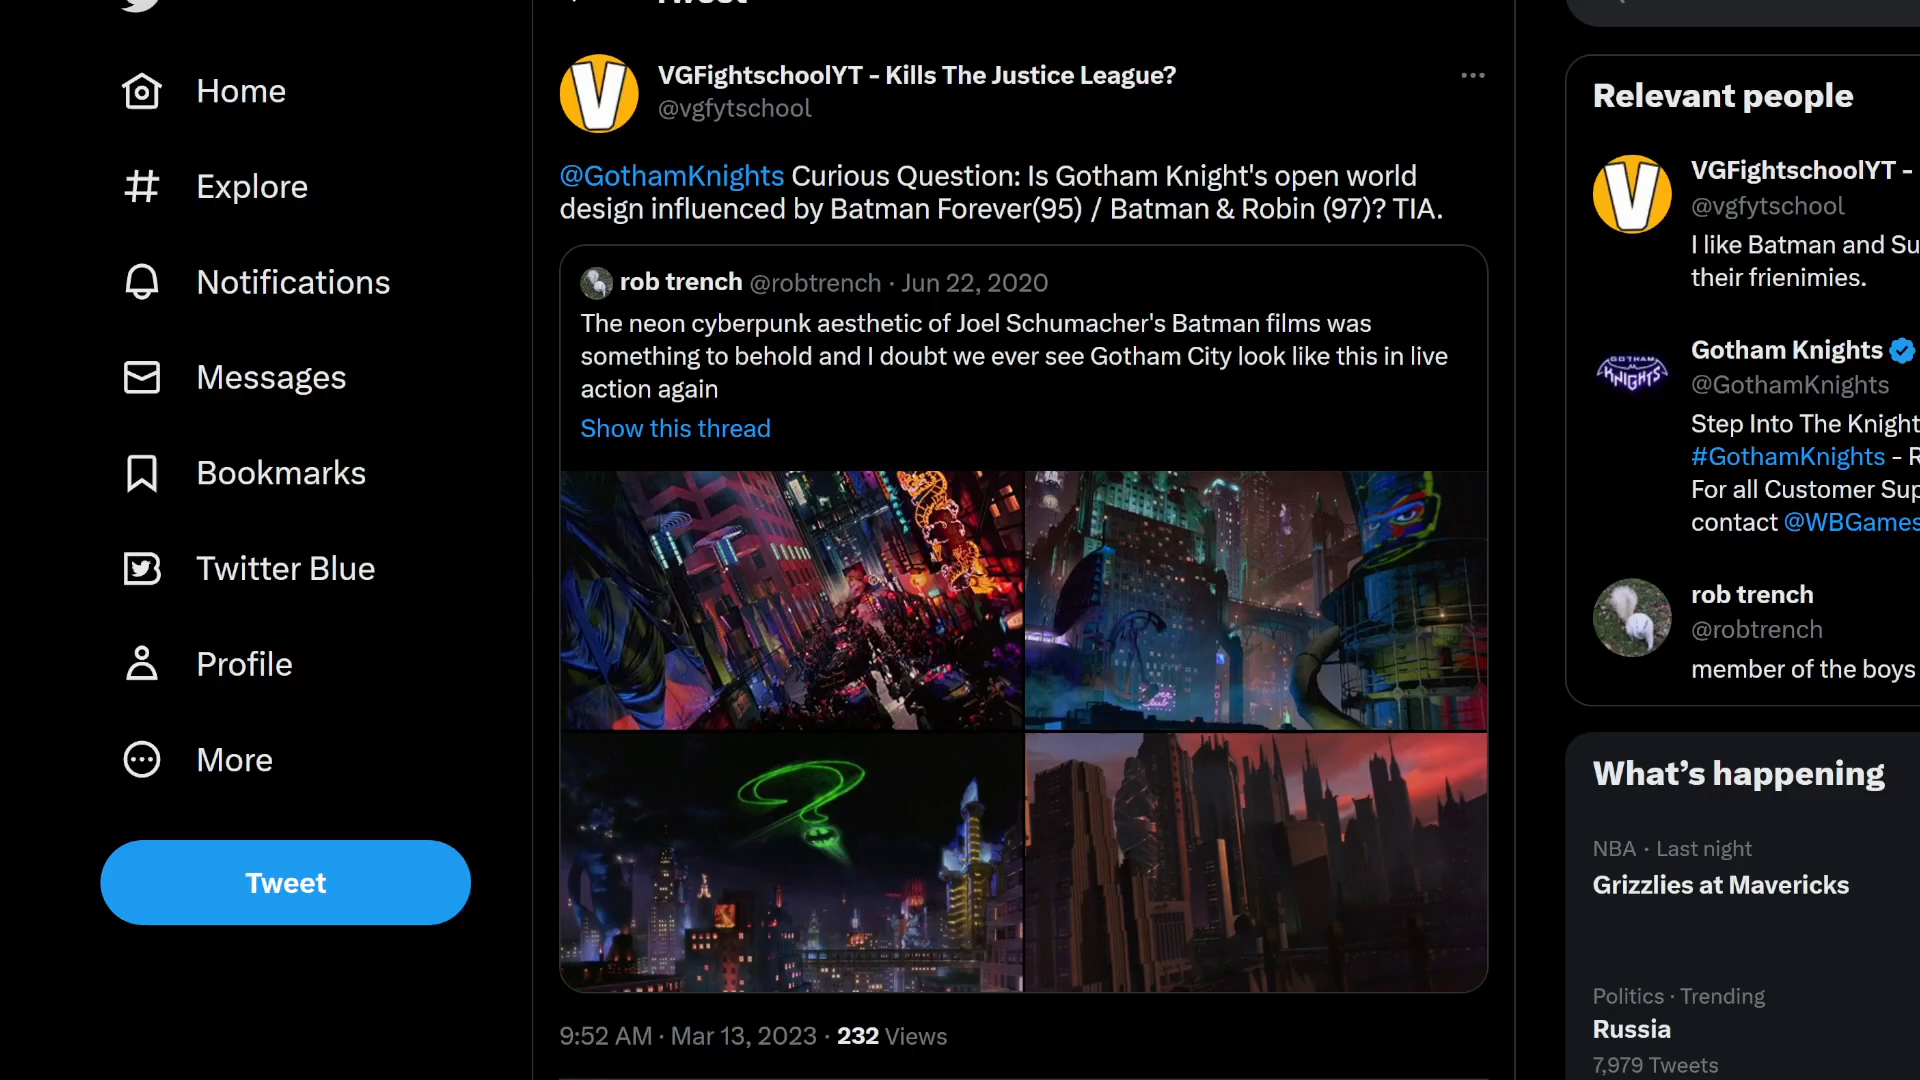 Home
Explore
Notifications
Messages
Bookmarks
Twitter Blue
Profile
More
Tweet
VGFightschoolYT - Kills The Justice League?
@vgfytschool
@GothamKnights Curious Question: Is Gotham Knight's open world
design influenced by Batman Forever(95) / Batman & Robin (97)? TIA.
rob trench @robtrench · Jun 22, 2020
The neon cyberpunk aesthetic of Joel Schumacher's Batman films was
something to behold and I doubt we ever see Gotham City look like this in live
action again
Show this thread
9:52 AM · Mar 13, 2023 · 232 Views
Relevant people
VGFightschoolYT -
@vgfytschool
I like Batman and Su
their frienimies.
GOTHAM
KNIGHTS
Gotham Knights
@GothamKnights
Step Into The Knight
#GothamKnights - R
For all Customer Sup
contact @WBGames
rob trench
@robtrench
member of the boys
What's happening
NBA · Last night
Grizzlies at Mavericks
Politics · Trending
Russia
7,979 Tweets